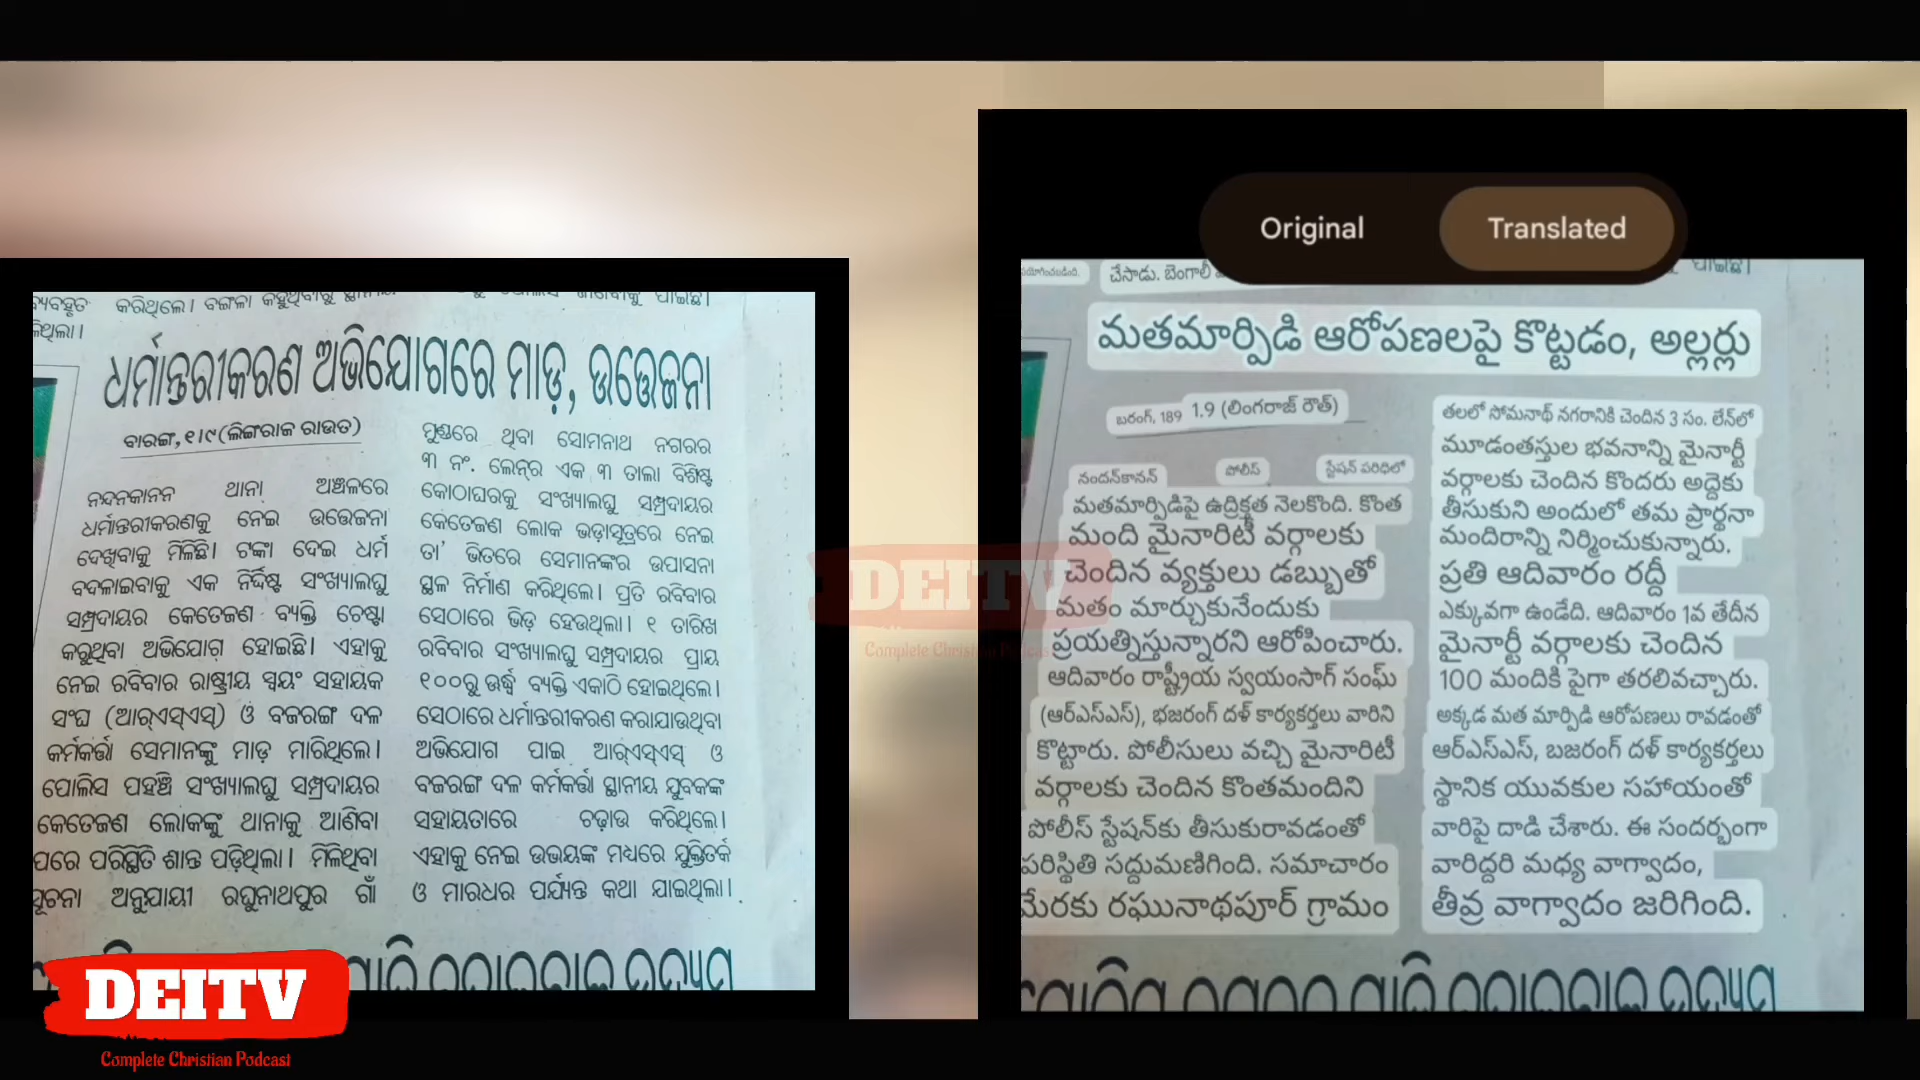 ବ୍ୟବହୃତ କରିଥିଲେ। ବଙ୍ଗଳା
ଧର୍ମାନ୍ତରୀକରଣ ଅଭିଯୋଗରେ ମାଡ଼, ଉତ୍ତେଜନା
ବାରଙ୍ଗ,୧।୯(ଲିଙ୍ଗରାଜ ରାଉତ)
ନନ୍ଦନକାନନ ଥାନା ଅଞ୍ଚଳରେ
ଧର୍ମାନ୍ତରୀକରଣକୁ ନେଇ ଉତ୍ତେଜନା
ଦେଖିବାକୁ ମିଳିଛି। ଟଙ୍କା ଦେଇ ଧର୍ମ
ବଦଳାଇବାକୁ ଏକ ନିର୍ଦ୍ଦିଷ୍ଟ ସଂଖ୍ୟାଲଘୁ
ସମ୍ପ୍ରଦାୟର କେତେଜଣ ବ୍ୟକ୍ତି ଚେଷ୍ଟା
କରୁଥିବା ଅଭିଯୋଗ ହୋଇଛି। ଏହାକୁ
ନେଇ ରବିବାର ରାଷ୍ଟ୍ରୀୟ ସ୍ୱୟଂ ସହାୟକ
ସଂଘ (ଆର୍‌ଏସ୍‌ଏସ୍) ଓ ବଜରଙ୍ଗ ଦଳ
କର୍ମକର୍ତ୍ତା ସେମାନଙ୍କୁ ମାଡ଼ ମାରିଥିଲେ।
ପୋଲିସ ପହଞ୍ଚି ସଂଖ୍ୟାଲଘୁ ସମ୍ପ୍ରଦାୟର
କେତେଜଣ ଲୋକଙ୍କୁ ଥାନାକୁ ଆଣିବା
ପରେ ପରିସ୍ଥିତି ଶାନ୍ତ ପଡ଼ିଥିଲା। ମିଳିଥିବା
ସୂଚନା ଅନୁଯାୟୀ ରଘୁନାଥପୁର ଗାଁ
ମୁଣ୍ଡରେ ଥିବା ସୋମନାଥ ନଗରର
୩ ନଂ. ଲେନ୍‌ର ଏକ ୩ ତାଲା ବିଶିଷ୍ଟ
କୋଠାଘରକୁ ସଂଖ୍ୟାଲଘୁ ସମ୍ପ୍ରଦାୟର
କେତେଜଣ ଲୋକ ଭଡ଼ାସୂତ୍ରରେ ନେଇ
ତା' ଭିତରେ ସେମାନଙ୍କର ଉପାସନା
ସ୍ଥଳ ନିର୍ମାଣ କରିଥିଲେ। ପ୍ରତି ରବିବାର
ସେଠାରେ ଭିଡ଼ ହେଉଥିଲା। ୧ ତାରିଖ
ରବିବାର ସଂଖ୍ୟାଲଘୁ ସମ୍ପ୍ରଦାୟର ପ୍ରାୟ
୧୦୦ରୁ ଊର୍ଦ୍ଧ୍ୱ ବ୍ୟକ୍ତି ଏକାଠି ହୋଇଥିଲେ।
ସେଠାରେ ଧର୍ମାନ୍ତରୀକରଣ କରାଯାଉଥିବା
ଅଭିଯୋଗ ପାଇ ଆର୍‌ଏସ୍‌ଏସ୍ ଓ
ବଜରଙ୍ଗ ଦଳ କର୍ମକର୍ତ୍ତା ସ୍ଥାନୀୟ ଯୁବକଙ୍କ
ସହାୟତାରେ ଚଢ଼ାଉ କରିଥିଲେ।
ଏହାକୁ ନେଇ ଉଭୟଙ୍କ ମଧ୍ୟରେ ଯୁକ୍ତିତର୍କ
ଓ ମାରଧର ପର୍ଯ୍ୟନ୍ତ କଥା ଯାଇଥିଲା।
Original Translated
చేసాడు. బెంగాలీ
మతమార్పిడి ఆరోపణలపై కొట్టడం, అల్లర్లు
బరంగ్, 189 1.9 (లింగరాజ్ రౌత్)
నందన్‌కానన్ పోలీస్ స్టేషన్ పరిధిలో
మతమార్పిడిపై ఉద్రిక్తత నెలకొంది. కొంత
మంది మైనారిటీ వర్గాలకు
చెందిన వ్యక్తులు డబ్బుతో
మతం మార్చుకునేందుకు
ప్రయత్నిస్తున్నారని ఆరోపించారు.
ఆదివారం రాష్ట్రీయ స్వయంసాగ్ సంఘ్
(ఆర్‌ఎస్‌ఎస్), భజరంగ్ దళ్ కార్యకర్తలు వారిని
కొట్టారు. పోలీసులు వచ్చి మైనారిటీ
వర్గాలకు చెందిన కొంతమందిని
పోలీస్ స్టేషన్‌కు తీసుకురావడంతో
పరిస్థితి సద్దుమణిగింది. సమాచారం
మేరకు రఘునాథపూర్ గ్రామం
తలలో సోమనాథ్ నగరానికి చెందిన 3 సం. లేన్‌లో
మూడంతస్తుల భవనాన్ని మైనార్టీ
వర్గాలకు చెందిన కొందరు అద్దెకు
తీసుకుని అందులో తమ ప్రార్థనా
మందిరాన్ని నిర్మించుకున్నారు.
ప్రతి ఆదివారం రద్దీ
ఎక్కువగా ఉండేది. ఆదివారం 1వ తేదీన
మైనార్టీ వర్గాలకు చెందిన
100 మందికి పైగా తరలివచ్చారు.
అక్కడ మత మార్పిడి ఆరోపణలు రావడంతో
ఆర్‌ఎస్‌ఎస్, బజరంగ్ దళ్ కార్యకర్తలు
స్థానిక యువకుల సహాయంతో
వారిపై దాడి చేశారు. ఈ సందర్భంగా
వారిద్దరి మధ్య వాగ్వాదం,
తీవ్ర వాగ్వాదం జరిగింది.
DEITV
Complete Christian Podcast
DEITV
Complete Christian Podcast